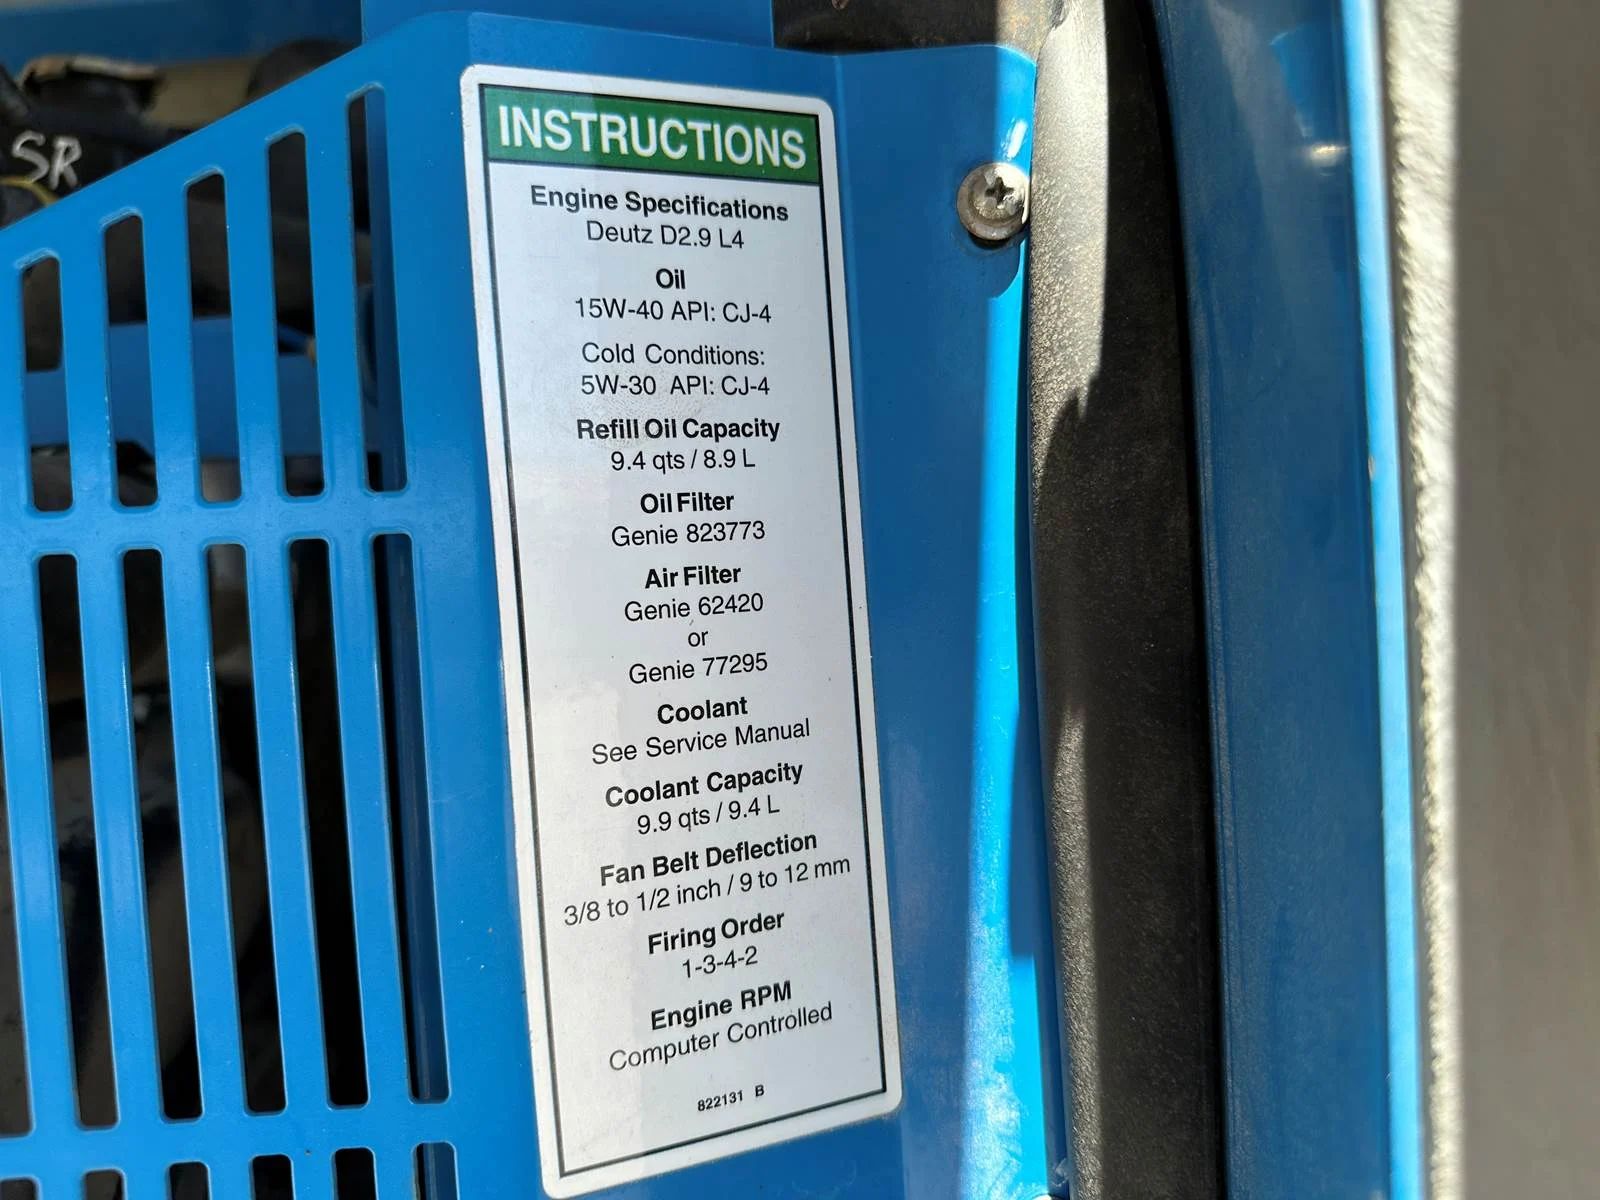 SR
INSTRUCTIONS
Engine Specifications
Deutz D2.9 L4
Oil
15W-40 API: CJ-4
Cold Conditions:
5W-30 API: CJ-4
Refill Oil Capacity
9.4 qts / 8.9 L
Oil Filter
Genie 823773
Air Filter
Genie 62420
or
Genie 77295
Coolant
See Service Manual
Coolant Capacity
9.9 qts / 9.4 L
Fan Belt Deflection
3/8 to 1/2 inch / 9 to 12 mm
Firing Order
1-3-4-2
Engine RPM
Computer Controlled
822131 B